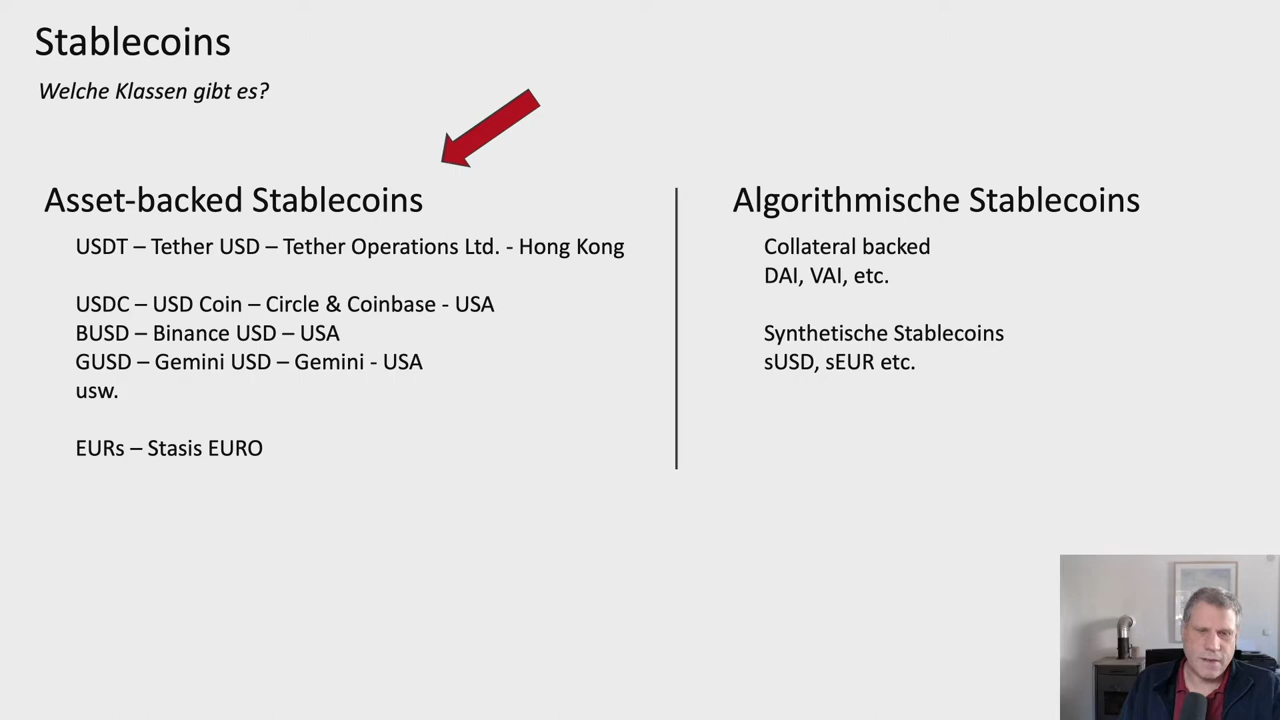 Stablecoins
Welche Klassen gibt es?
Asset-backed Stablecoins
USDT – Tether USD – Tether Operations Ltd. - Hong Kong
USDC – USD Coin – Circle & Coinbase - USA
BUSD – Binance USD – USA
GUSD – Gemini USD – Gemini - USA
usw.
EURs – Stasis EURO
Algorithmische Stablecoins
Collateral backed
DAI, VAI, etc.
Synthetische Stablecoins
sUSD, sEUR etc.